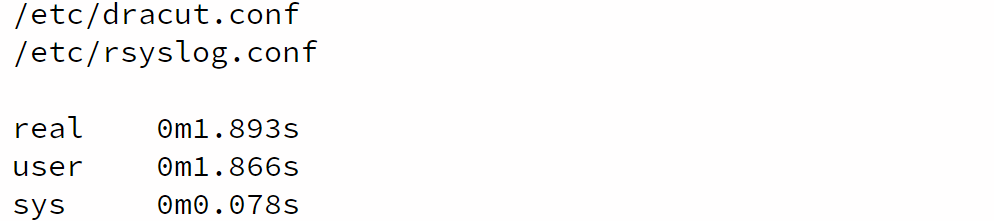 /etc/dracut.conf
/etc/rsyslog.conf

real    0m1.893s
user    0m1.866s
sys     0m0.078s